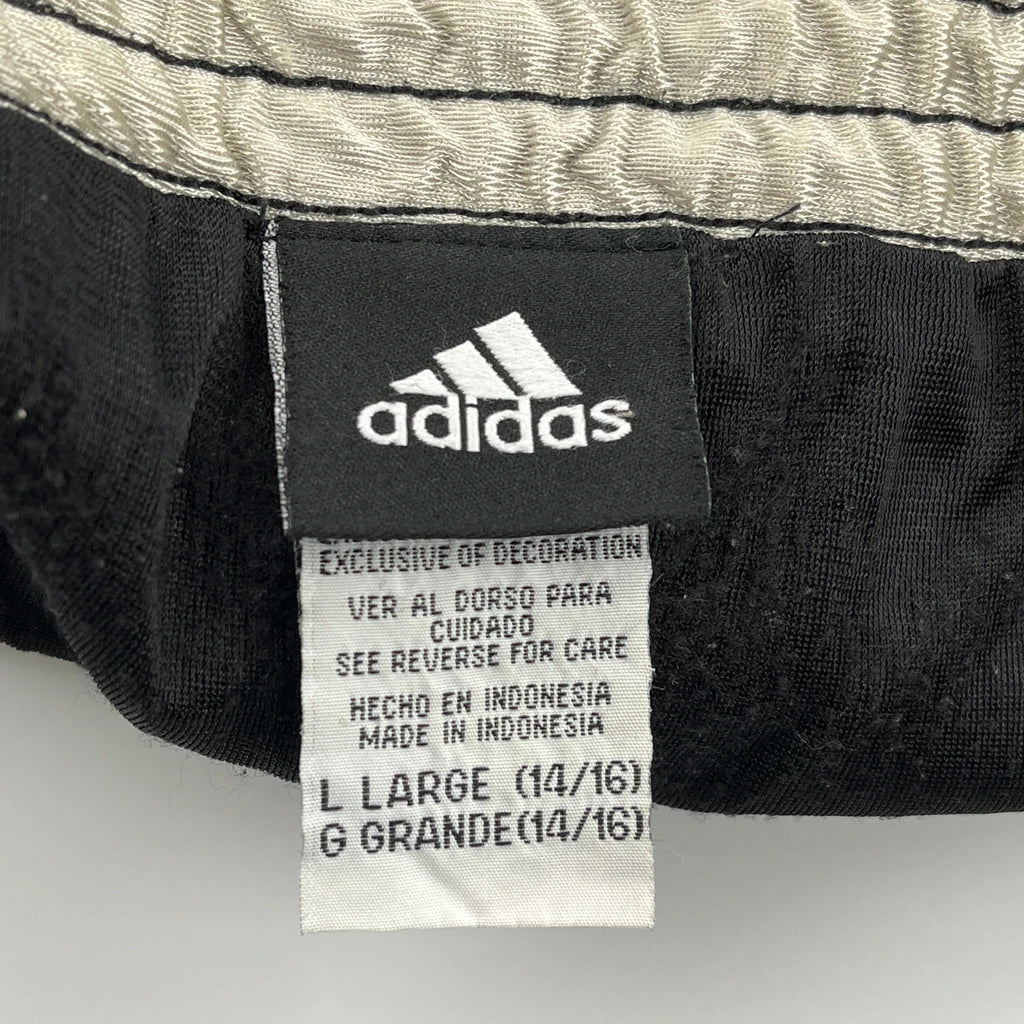 adidas
EXCLUSIVE OF DECORATION
VER AL DORSO PARA
CUIDADO
SEE REVERSE FOR CARE
HECHO EN INDONESIA
MADE IN INDONESIA
L LARGE (14/16)
G GRANDE(14/16)